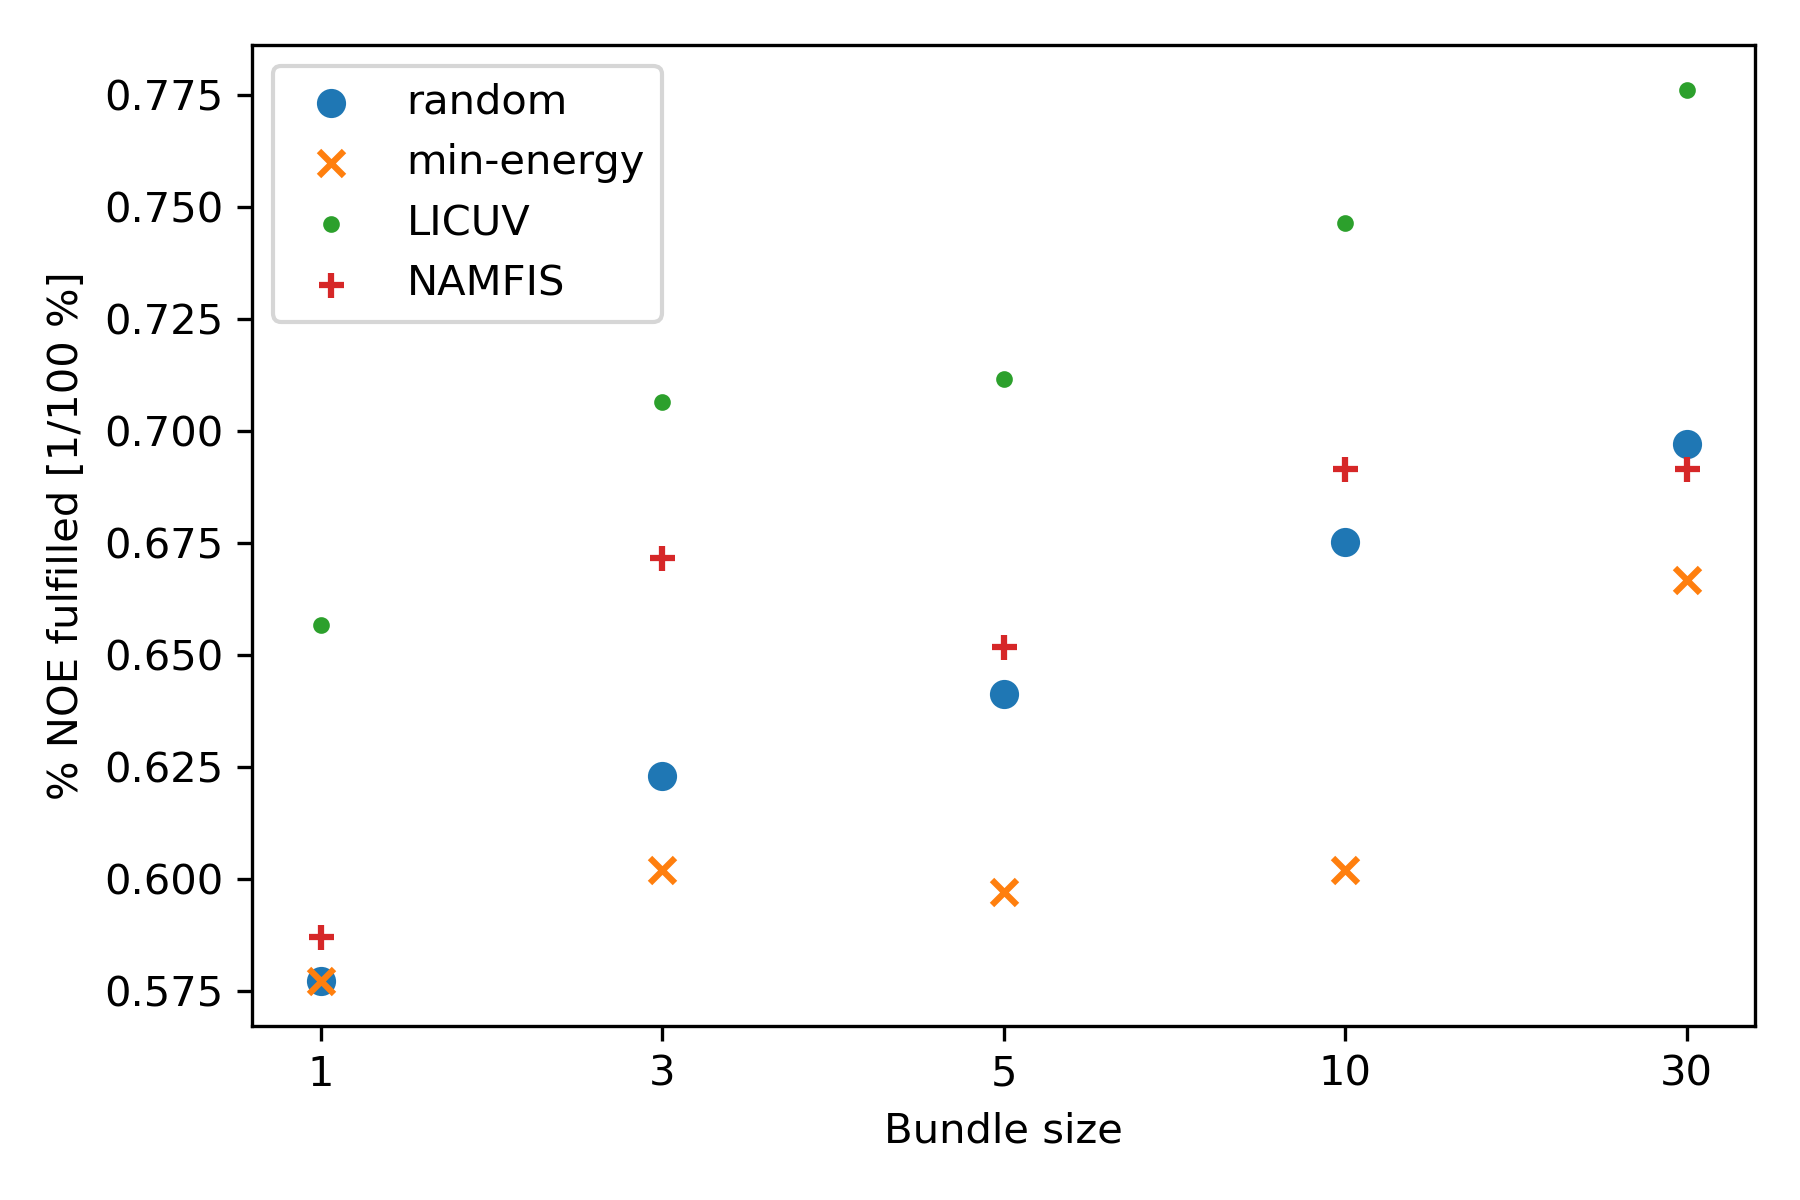 random
min-energy
LICUV
NAMFIS
0.775
0.750
0.725
0.700
0.675
0.650
0.625
0.600
0.575
% NOE fulfilled [1/100 %]
1 3 5 10 30
Bundle size